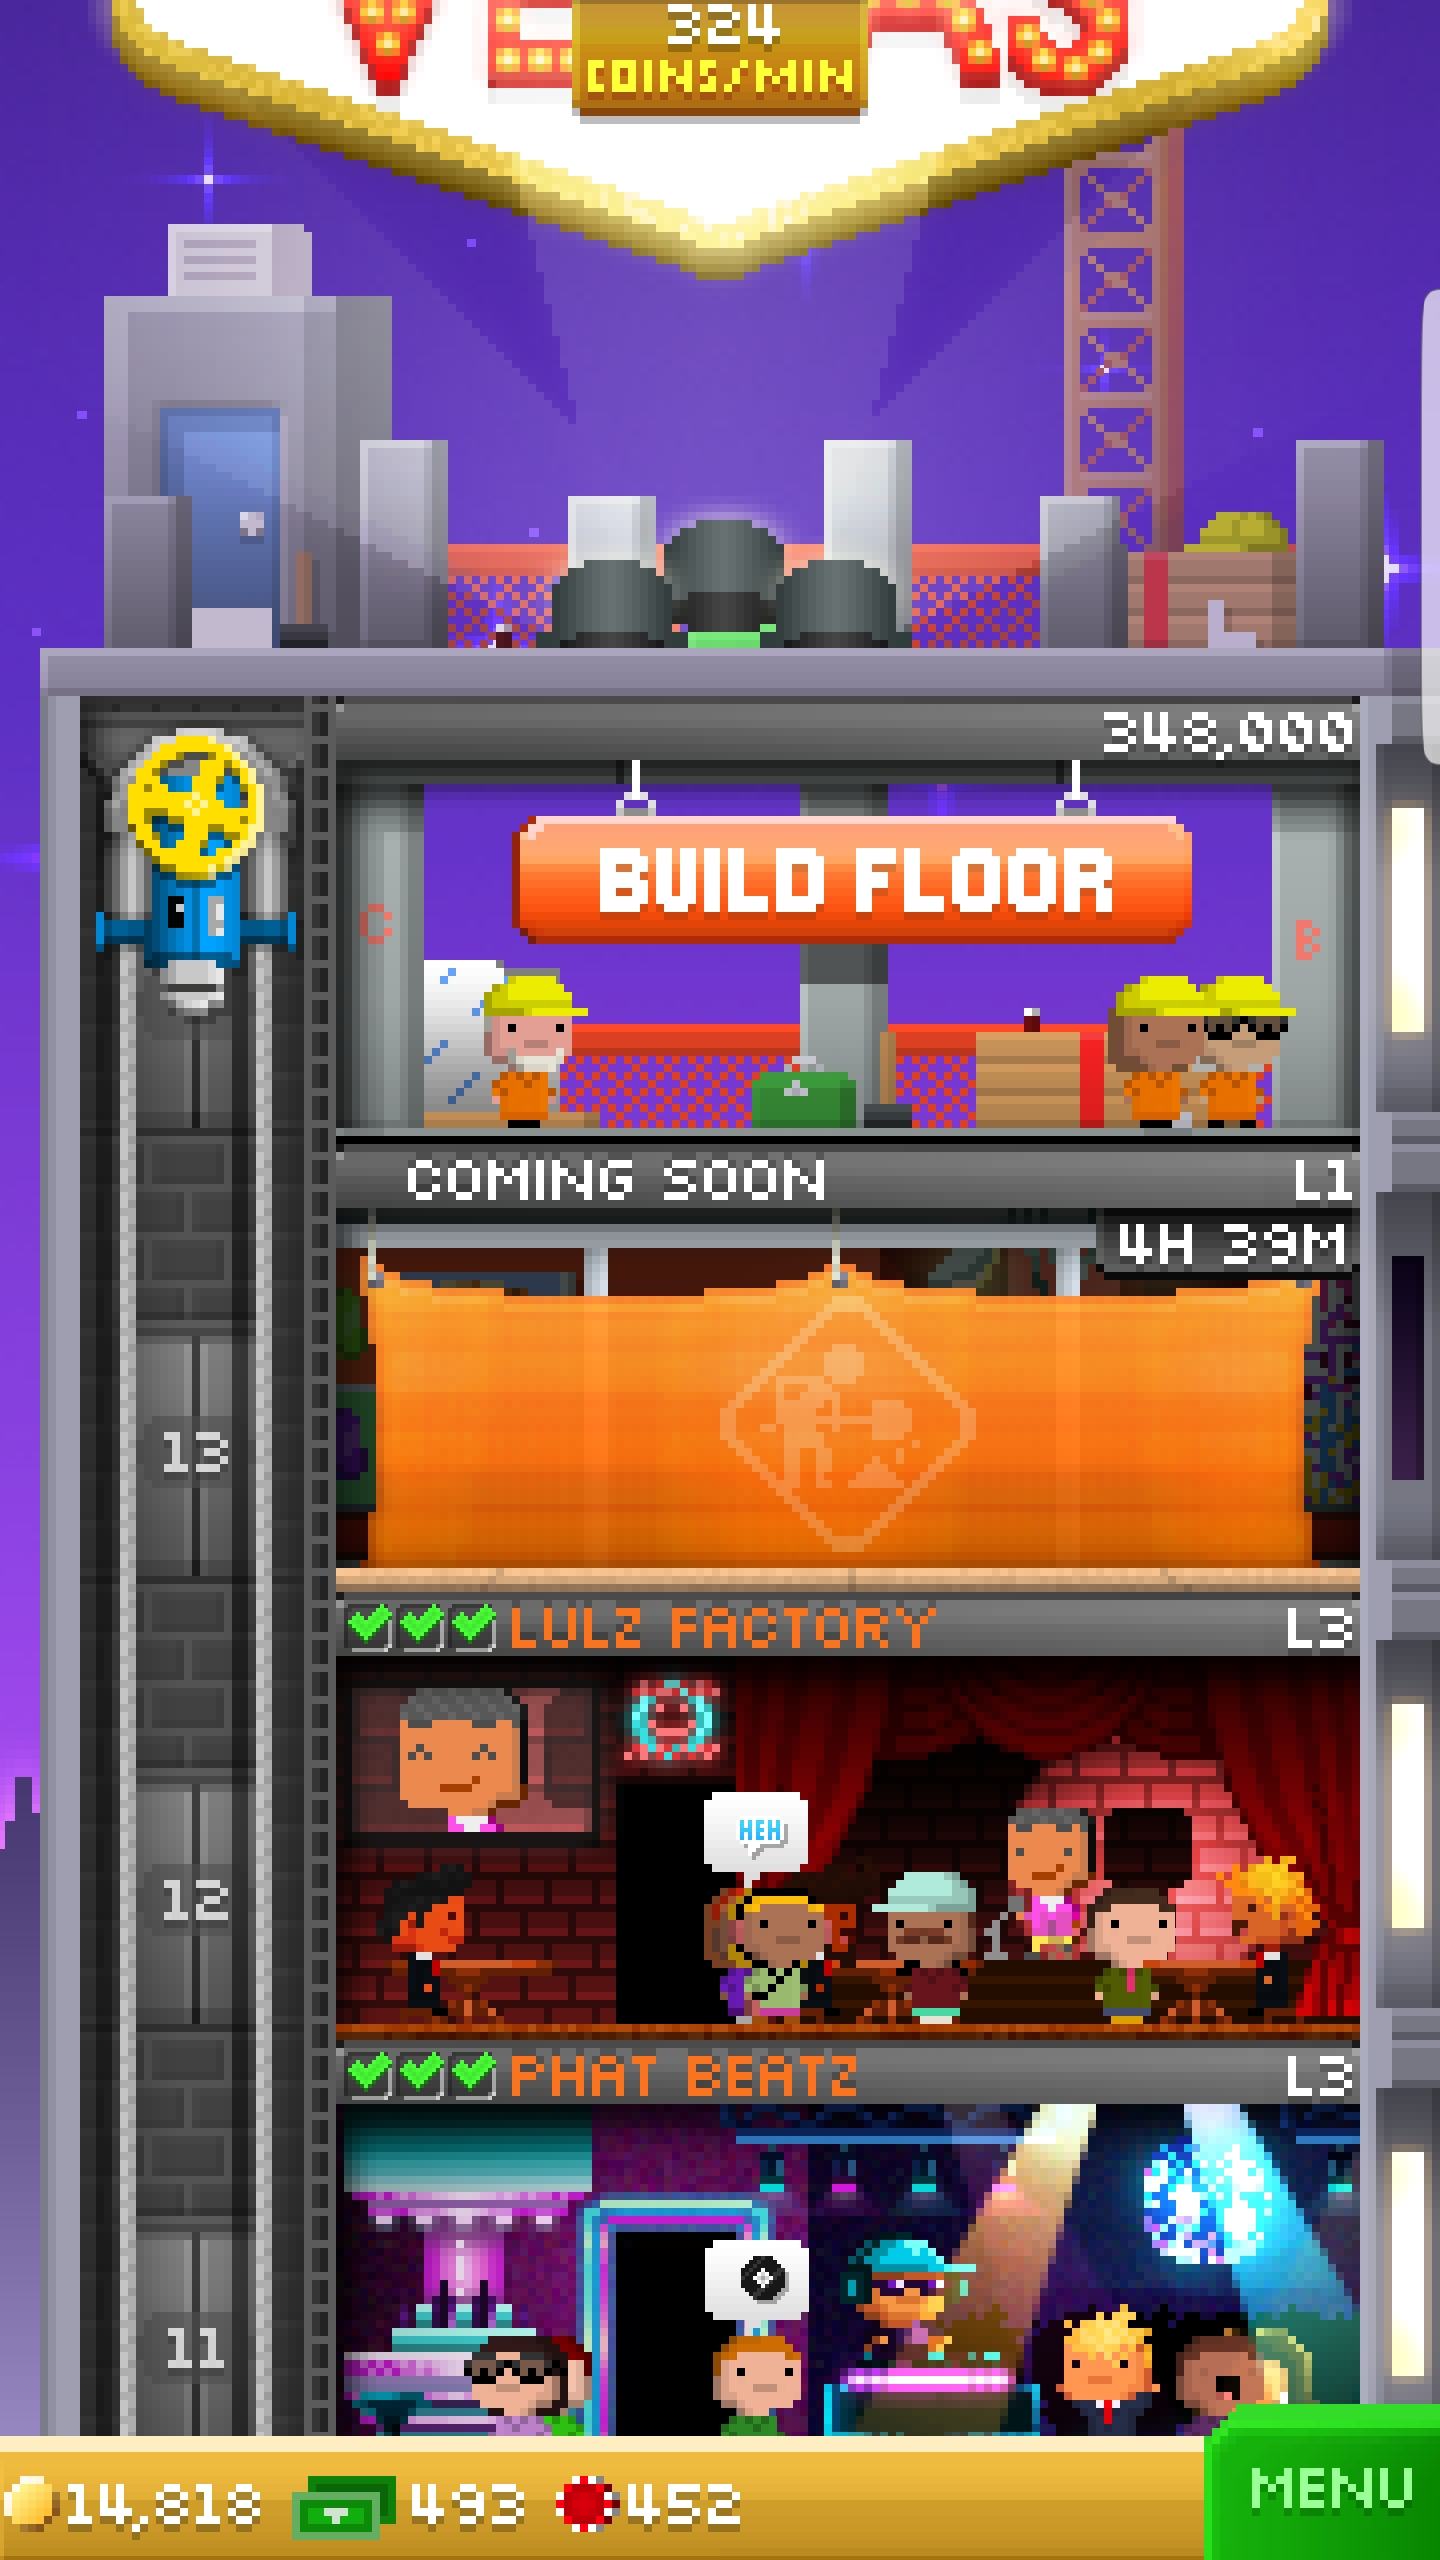 324
COINS/MIN
348,000
BUILD FLOOR
C
B
COMING SOON L1
4H 39M
13
LULZ FACTORY L3
HEH
12
PHAT BEATZ L3
11
14,818 493 452
MENU